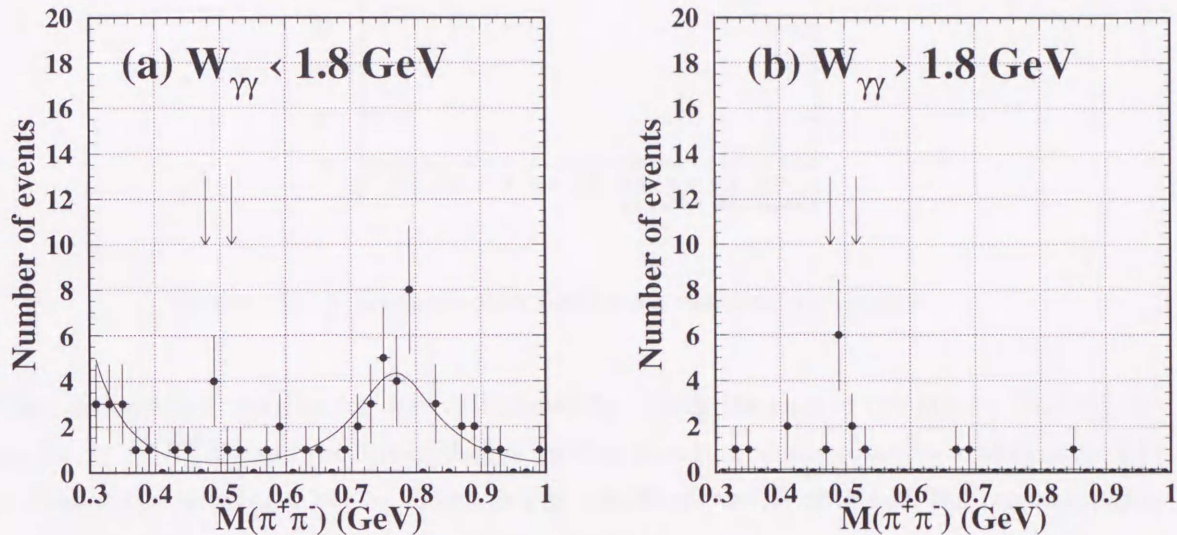 (a) Wγγ < 1.8 GeV
Number of events
20
18
16
14
12
10
8
6
4
2
0
0.3 0.4 0.5 0.6 0.7 0.8 0.9
M(π⁺π⁻) (GeV)
(b) Wγγ > 1.8 GeV
Number of events
20
18
16
14
12
10
8
6
4
2
0
0.3 0.4 0.5 0.6 0.7 0.8 0.9 1
M(π⁺π⁻) (GeV)